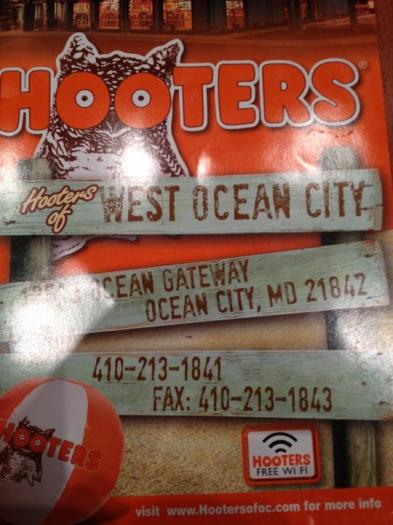 HOOTERS®
Hooters of WEST OCEAN CITY
OCEAN GATEWAY
OCEAN CITY, MD 21842
410-213-1841
FAX: 410-213-1843
HOOTERS
HOOTERS
FREE WI FI
visit www.Hootersofoc.com for more info